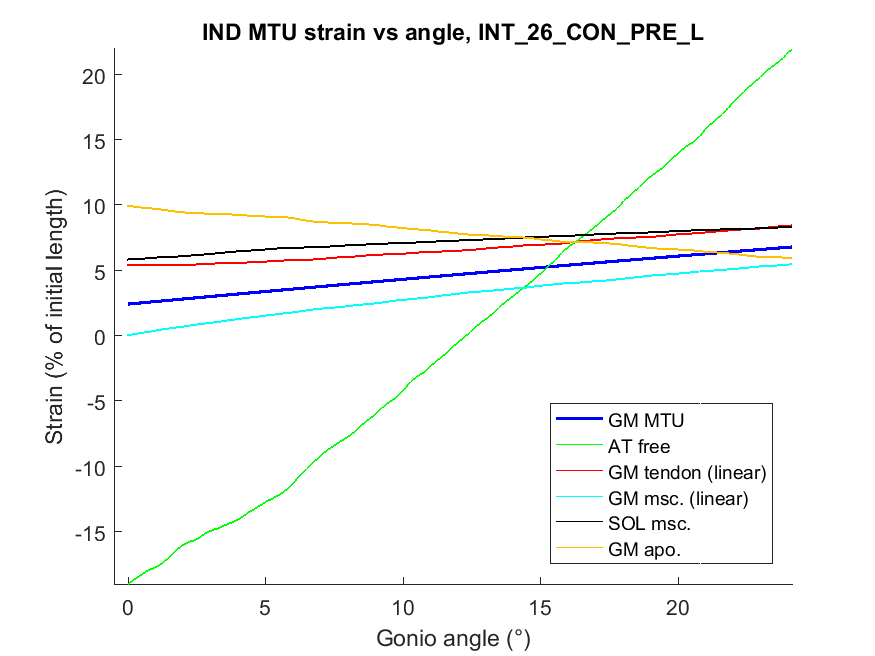 IND MTU strain vs angle, INT_26_CON_PRE_L
Strain (% of initial length)
20
15
10
5
0
-5
-10
-15
GM MTU
AT free
GM tendon (linear)
GM msc. (linear)
SOL msc.
GM apo.
0 5 10 15 20
Gonio angle (°)